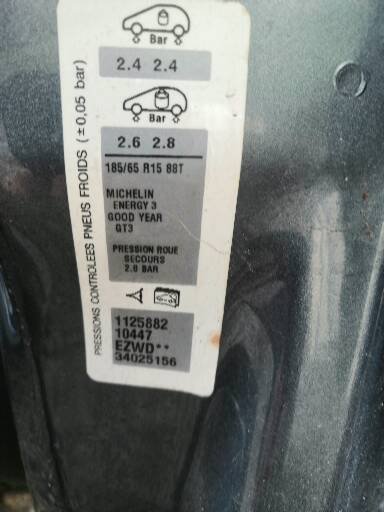 PRESSIONS CONTROLEES PNEUS FROIDS (±0,05 bar)
Bar
2.4 2.4
Bar
2.6 2.8
185/65 R15 88T
MICHELIN
ENERGY 3
GOOD YEAR
GT3
PRESSION ROUE
SECOURS
2.8 BAR
1125882
10447
EZWD**
34025156